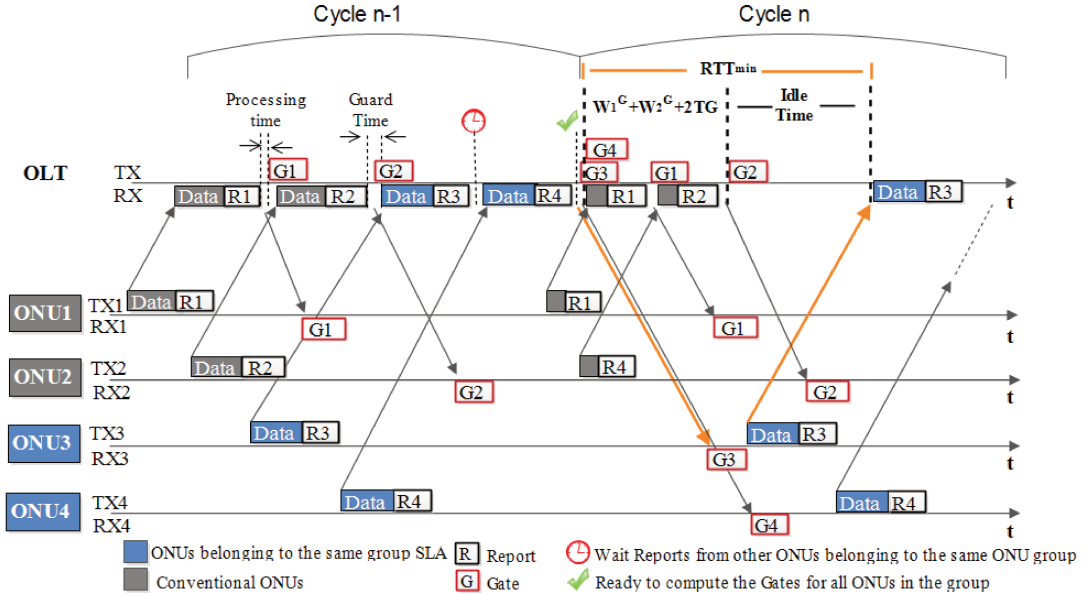 Cycle n-1
Cycle n
RTTmin
W1^G+W2^G+2TG
Idle Time
Processing time
Guard Time
OLT
TX
RX
G1
G2
G4
G3
G1
G2
Data R1
Data R2
Data R3
Data R4
R1
R2
Data R3
t
ONU1
TX1
RX1
Data R1
R1
G1
G1
t
ONU2
TX2
RX2
Data R2
R4
G2
G2
t
ONU3
TX3
RX3
Data R3
Data R3
G3
t
ONU4
TX4
RX4
Data R4
Data R4
G4
t
ONUs belonging to the same group SLA
R Report
Wait Reports from other ONUs belonging to the same ONU group
Conventional ONUs
G Gate
Ready to compute the Gates for all ONUs in the group